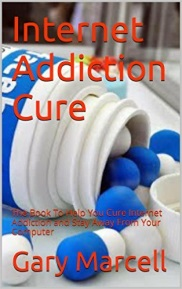 Internet
Addiction
Cure
The Book To Help You Cure Internet
Addiction and Stay Away From Your
Computer
Gary Marcell